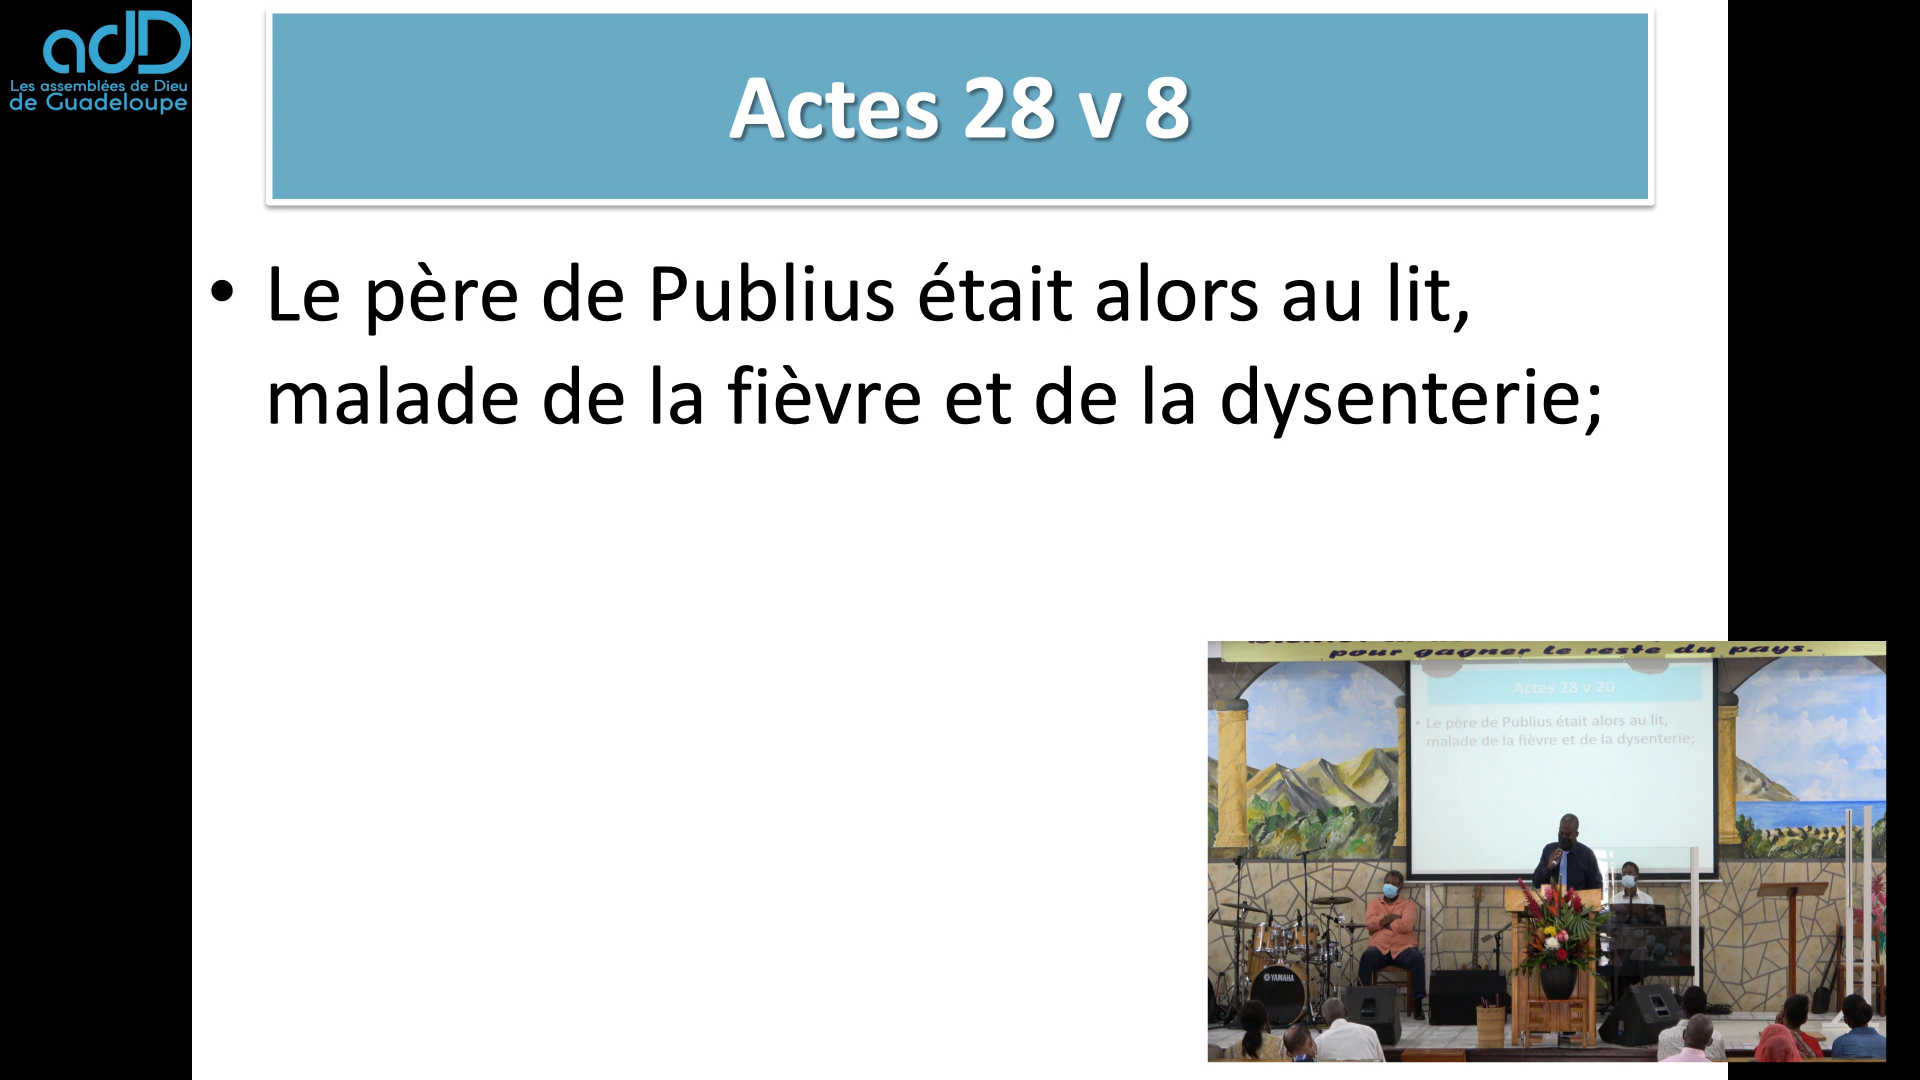 adD
Les assemblées de Dieu
de Guadeloupe
Actes 28 v 8
• Le père de Publius était alors au lit,
malade de la fièvre et de la dysenterie;
pour gagner le reste du pays.
Actes 28 v 20
• Le père de Publius était alors au lit,
malade de la fièvre et de la dysenterie;
YAMAHA